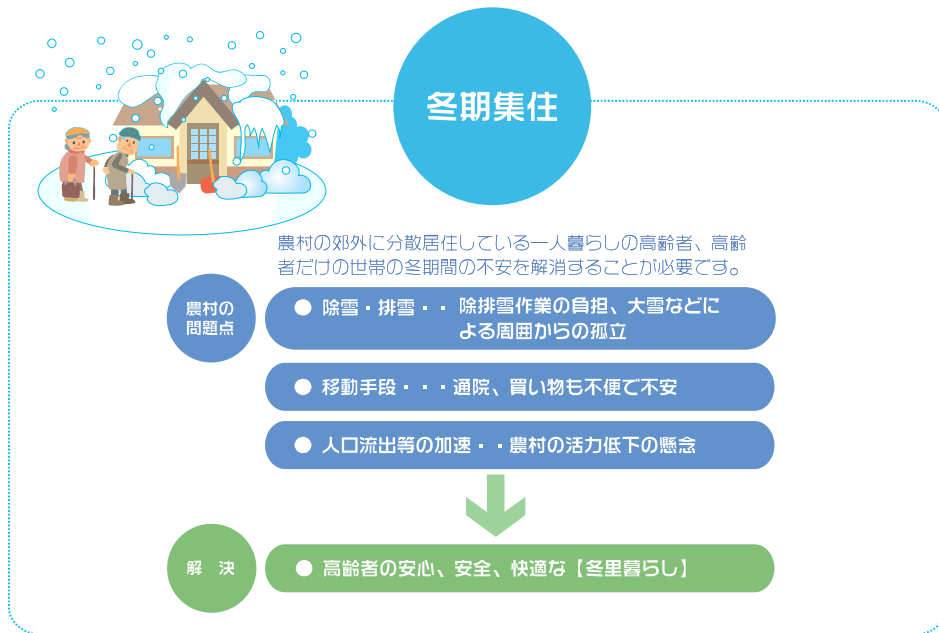 冬期集住
農村の郊外に分散居住している一人暮らしの高齢者、高齢
者だけの世帯の冬期間の不安を解消することが必要です。
農村の
問題点
● 除雪・排雪・・ 除排雪作業の負担、大雪などに
よる周囲からの孤立
● 移動手段・・・通院、買い物も不便で不安
● 人口流出等の加速・・農村の活力低下の懸念
解　決
● 高齢者の安心、安全、快適な【冬里暮らし】